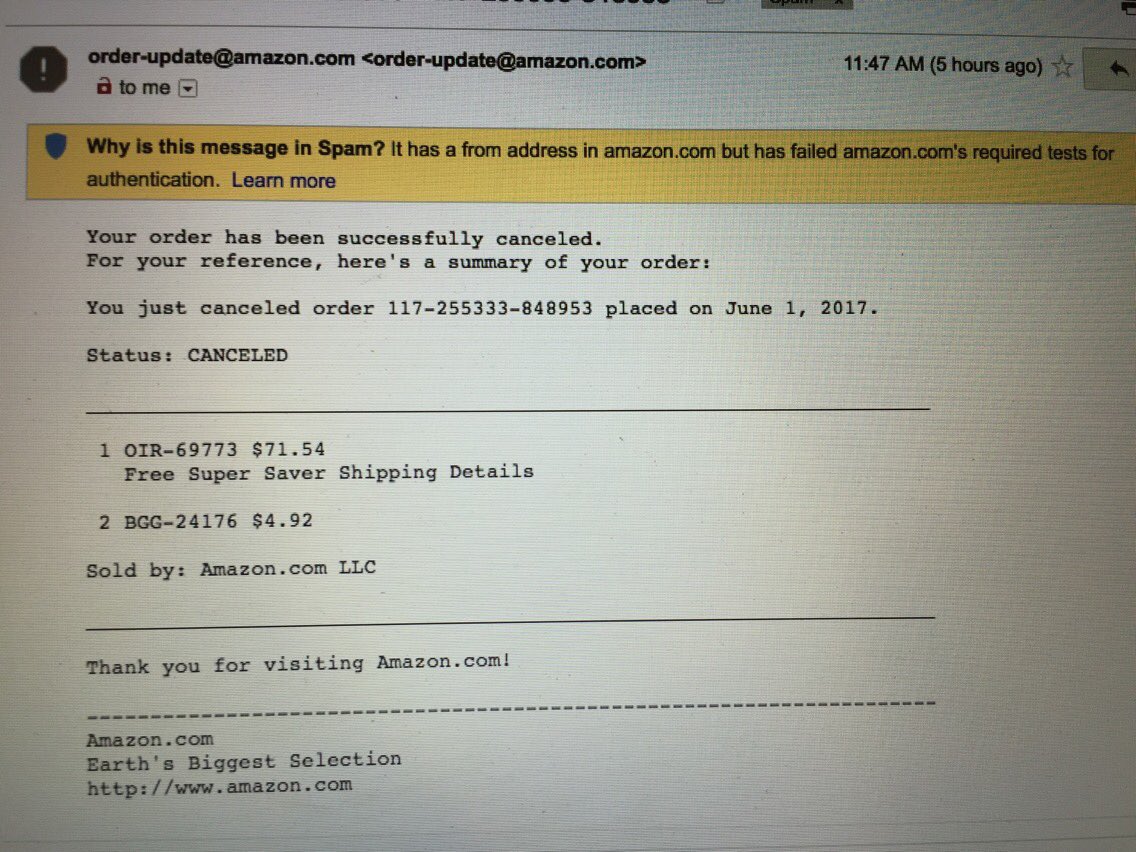 order-update@amazon.com <order-update@amazon.com>
11:47 AM (5 hours ago)
to me
Why is this message in Spam? It has a from address in amazon.com but has failed amazon.com's required tests for
authentication. Learn more
Your order has been successfully canceled.
For your reference, here's a summary of your order:
You just canceled order 117-255333-848953 placed on June 1, 2017.
Status: CANCELED
1 OIR-69773 $71.54
Free Super Saver Shipping Details
2 BGG-24176 $4.92
Sold by: Amazon.com LLC
Thank you for visiting Amazon.com!
Amazon.com
Earth's Biggest Selection
http://www.amazon.com